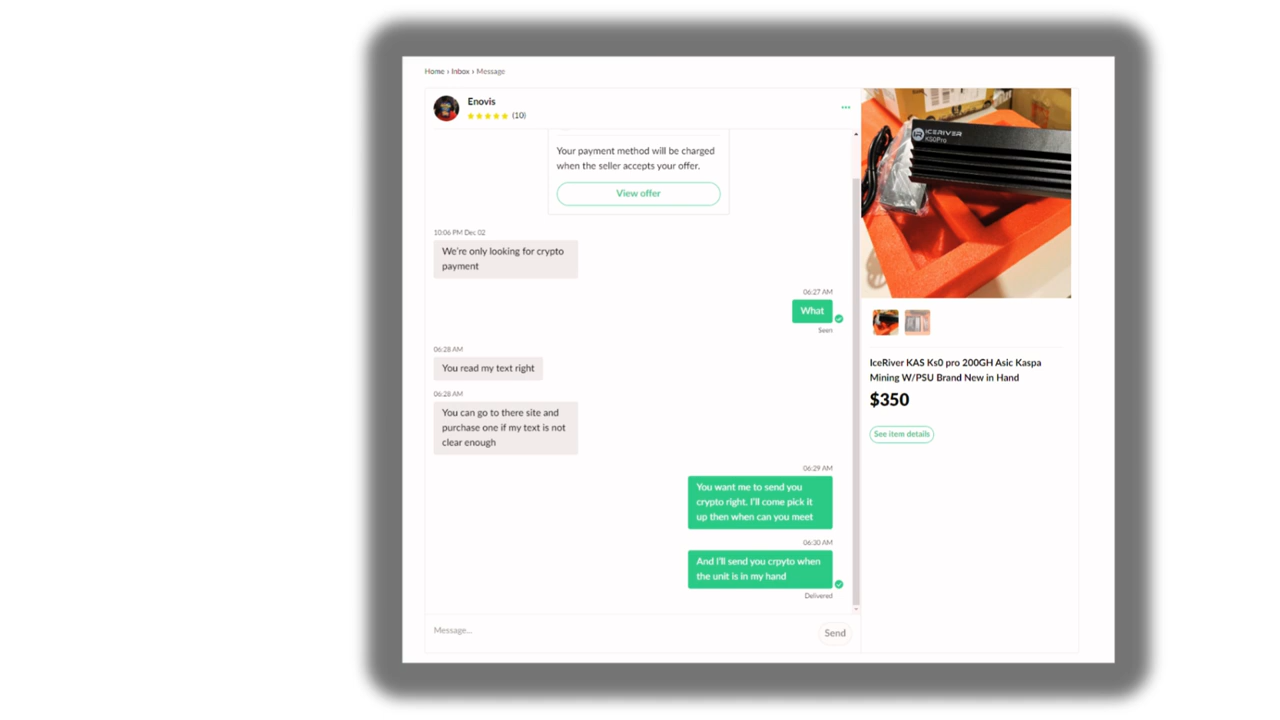 Home › Inbox › Message
Enovis
(10)
Your payment method will be charged
when the seller accepts your offer.
View offer
10:06 PM Dec 02
We're only looking for crypto
payment
06:27 AM
What
Seen
06:28 AM
You read my text right
06:28 AM
You can go to there site and
purchase one if my text is not
clear enough
06:29 AM
You want me to send you
crypto right. I'll come pick it
up then when can you meet
06:30 AM
And I'll send you crpyto when
the unit is in my hand
Delivered
Message...
Send
ICERIVER
KS0Pro
IceRiver KAS Ks0 pro 200GH Asic Kaspa
Mining W/PSU Brand New in Hand
$350
See item details